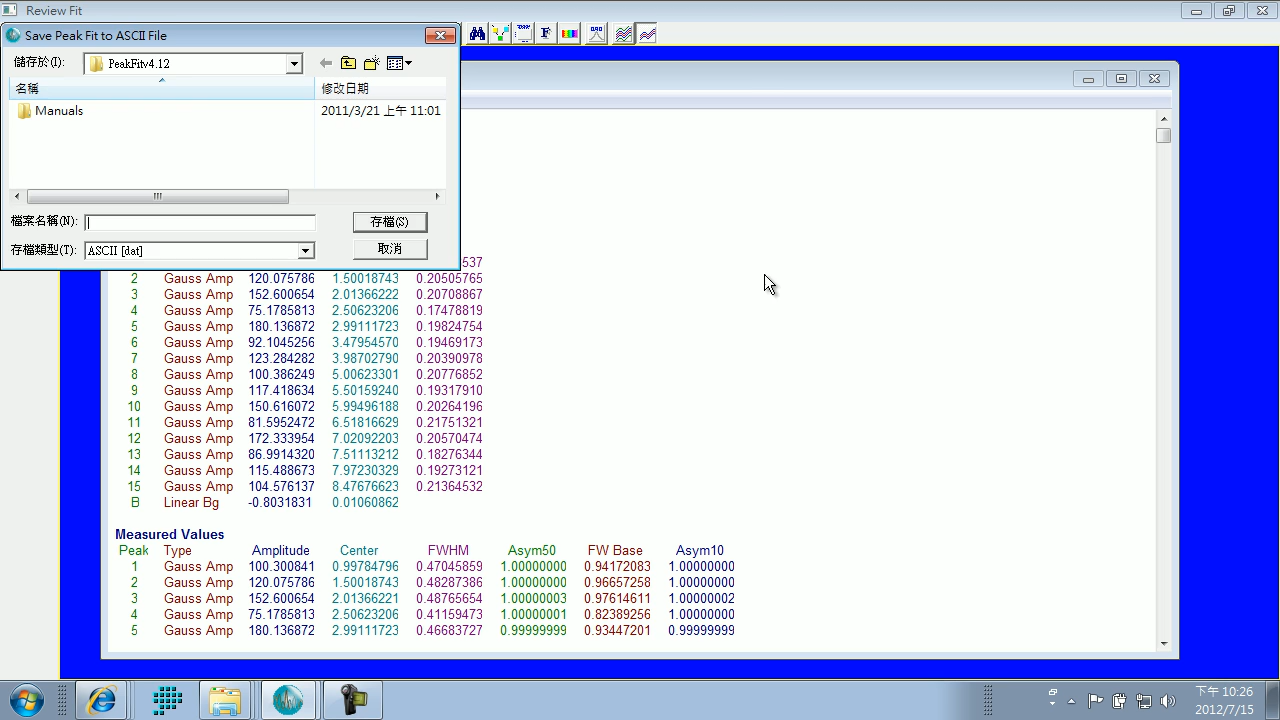 Review Fit
Save Peak Fit to ASCII File
儲存於(I):
PeakFitv4.12
名稱 修改日期
Manuals 2011/3/21 上午 11:01
檔案名稱(N): 存檔(S)
存檔類型(T): ASCII [dat] 取消
537
2 Gauss Amp 120.075786 1.50018743 0.20505765
3 Gauss Amp 152.600654 2.01366222 0.20708867
4 Gauss Amp 75.1785813 2.50623206 0.17478819
5 Gauss Amp 180.136872 2.99111723 0.19824754
6 Gauss Amp 92.1045256 3.47954570 0.19469173
7 Gauss Amp 123.284282 3.98702790 0.20390978
8 Gauss Amp 100.386249 5.00623301 0.20776852
9 Gauss Amp 117.418634 5.50159240 0.19317910
10 Gauss Amp 150.616072 5.99496188 0.20264196
11 Gauss Amp 81.5952472 6.51816629 0.21751321
12 Gauss Amp 172.333954 7.02092203 0.20570474
13 Gauss Amp 86.9914320 7.51113212 0.18276344
14 Gauss Amp 115.488673 7.97230329 0.19273121
15 Gauss Amp 104.576137 8.47676623 0.21364532
B Linear Bg -0.8031831 0.01060862
Measured Values
Peak Type Amplitude Center FWHM Asym50 FW Base Asym10
1 Gauss Amp 100.300841 0.99784796 0.47045859 1.00000000 0.94172083 1.00000000
2 Gauss Amp 120.075786 1.50018743 0.48287386 1.00000000 0.96657258 1.00000000
3 Gauss Amp 152.600654 2.01366221 0.48765654 1.00000003 0.97614611 1.00000002
4 Gauss Amp 75.1785813 2.50623206 0.41159473 1.00000001 0.82389256 1.00000000
5 Gauss Amp 180.136872 2.99111723 0.46683727 0.99999999 0.93447201 0.99999999
下午 10:26
2012/7/15